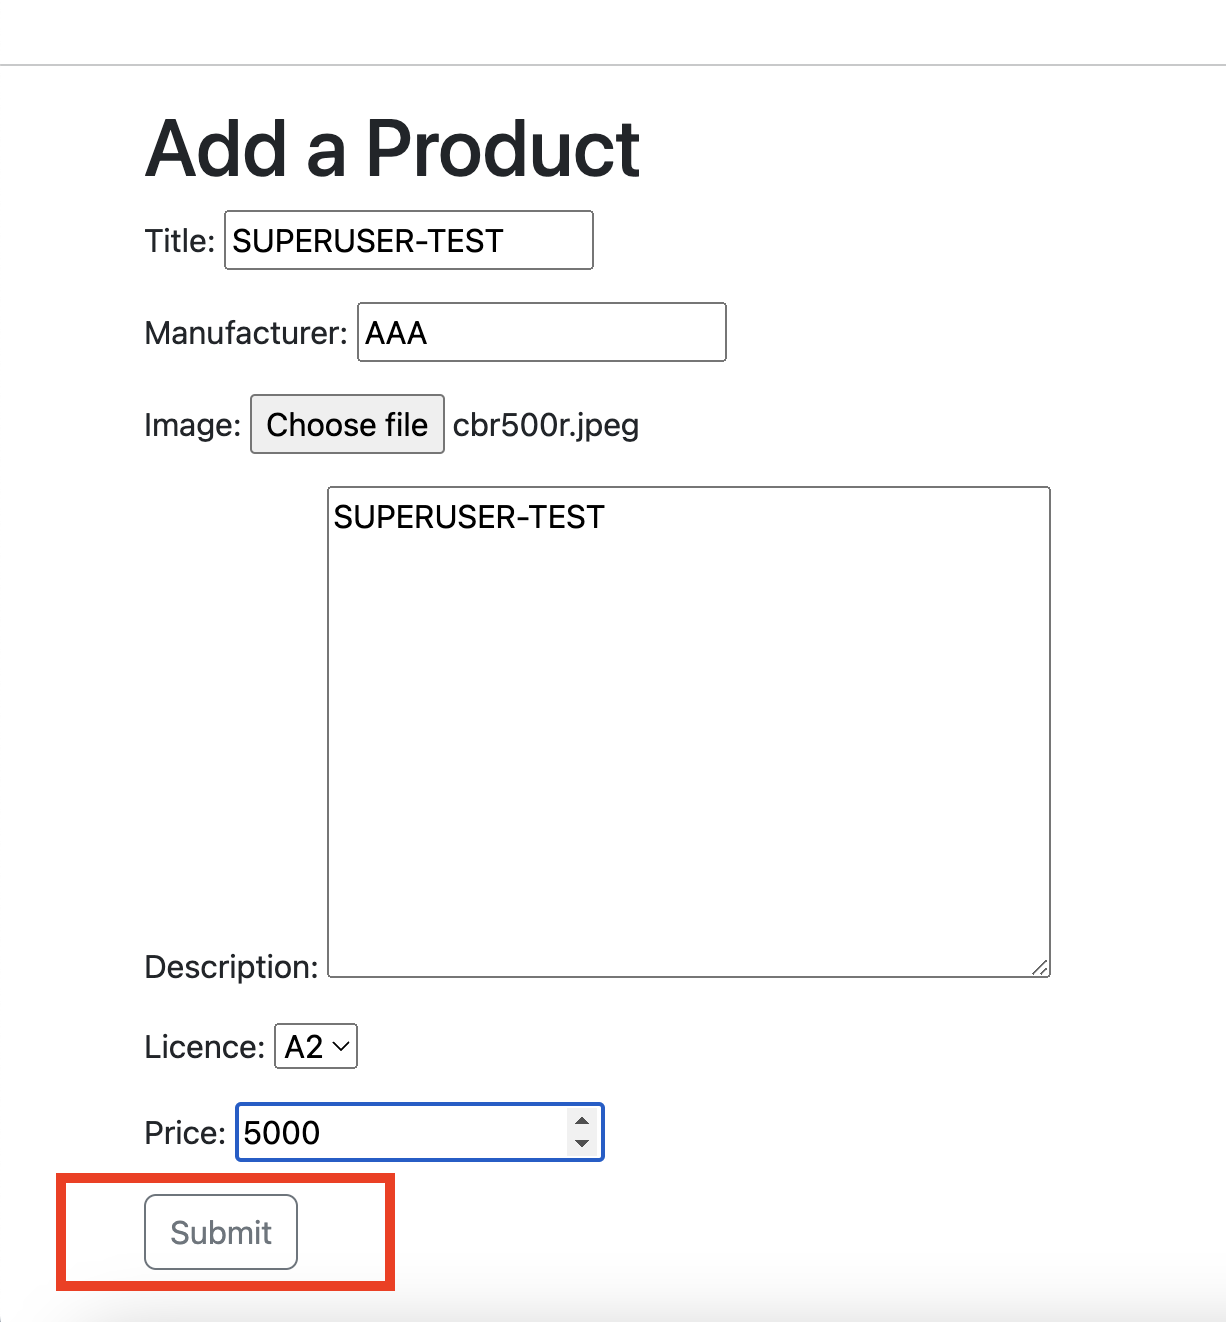 Add a Product
Title: SUPERUSER-TEST
Manufacturer: AAA
Image: Choose file cbr500r.jpeg
Description: SUPERUSER-TEST
Licence: A2
Price: 5000
Submit